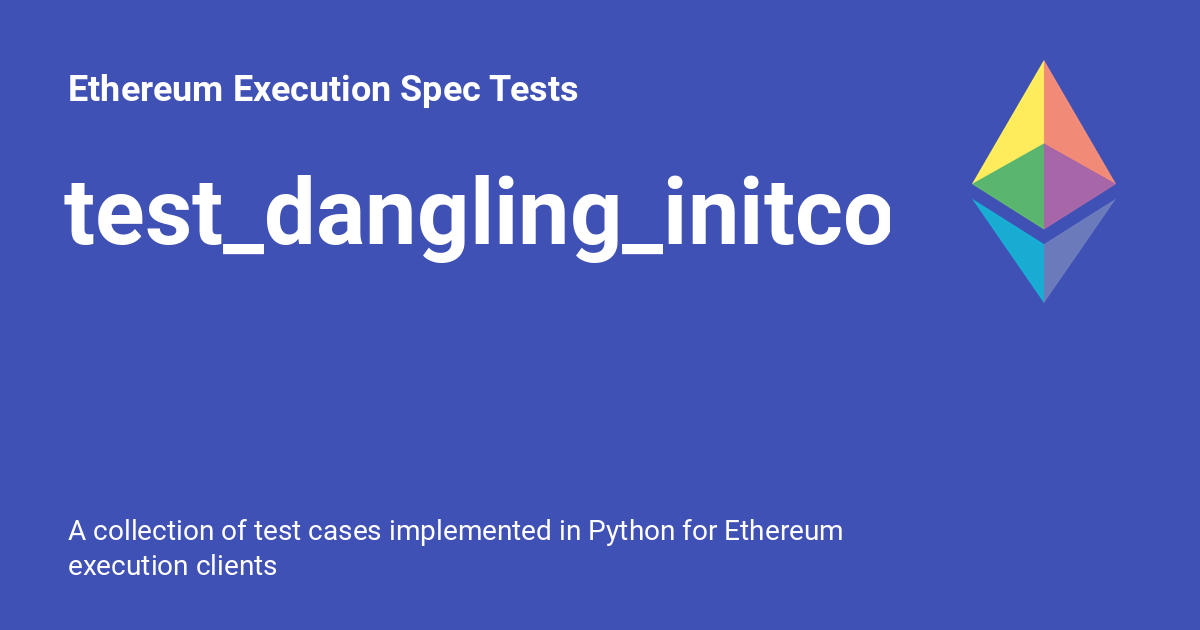 Ethereum Execution Spec Tests
test_dangling_initco
A collection of test cases implemented in Python for Ethereum
execution clients